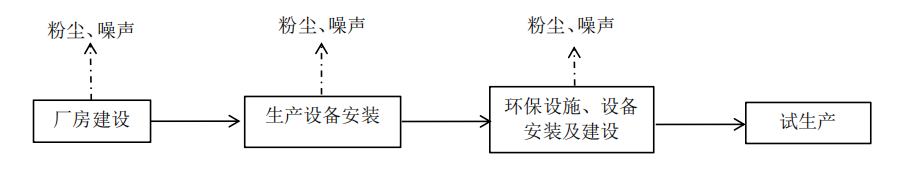 粉尘、噪声
粉尘、噪声
粉尘、噪声
厂房建设
生产设备安装
环保设施、设备
安装及建设
试生产